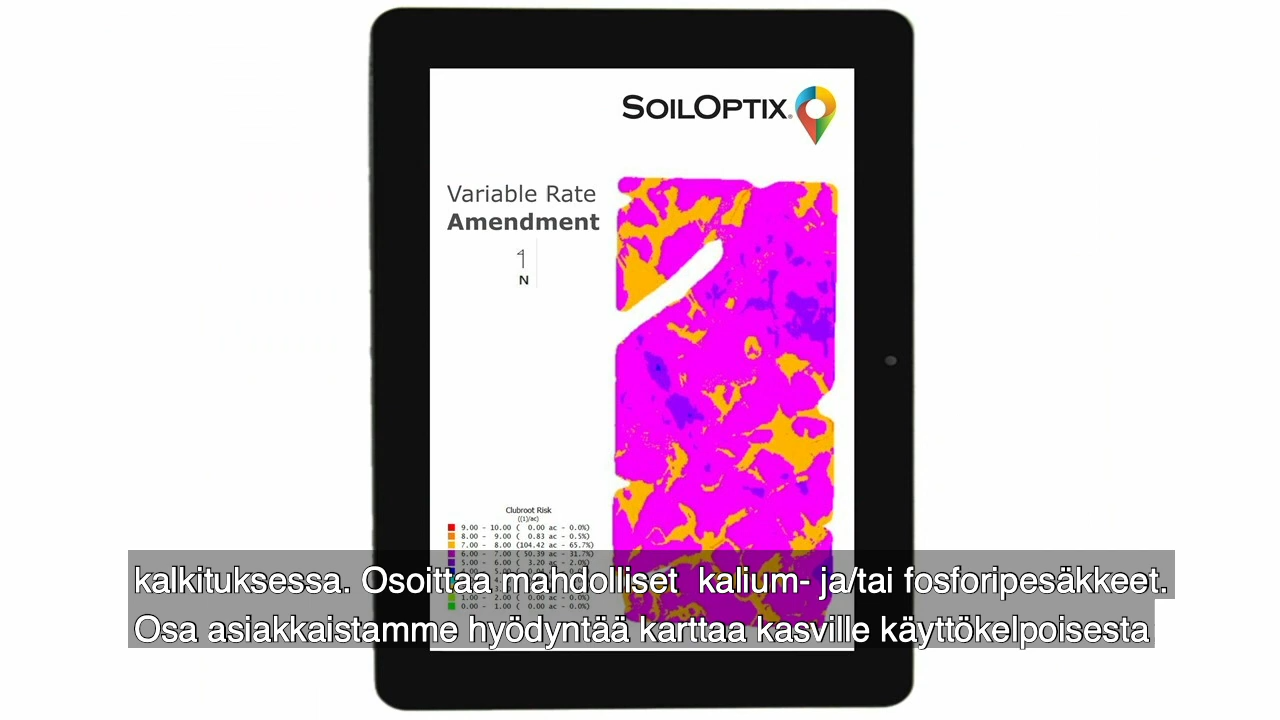 SOILOPTIX®
Variable Rate
Amendment
N
Clubroot Risk
((1)/ac)
9.00 - 10.00 ( 0.00 ac - 0.0%)
8.00 - 9.00 ( 0.83 ac - 0.5%)
7.00 - 8.00 (104.42 ac - 65.7%)
6.00 - 7.00 ( 50.39 ac - 31.7%)
5.00 - 6.00 ( 3.20 ac - 2.0%)
1.00 - 2.00 ( 0.00 ac - 0.0%)
0.00 - 1.00 ( 0.00 ac - 0.0%)
kalkituksessa. Osoittaa mahdolliset kalium- ja/tai fosforipesäkkeet.
Osa asiakkaistamme hyödyntää karttaa kasville käyttökelpoisesta